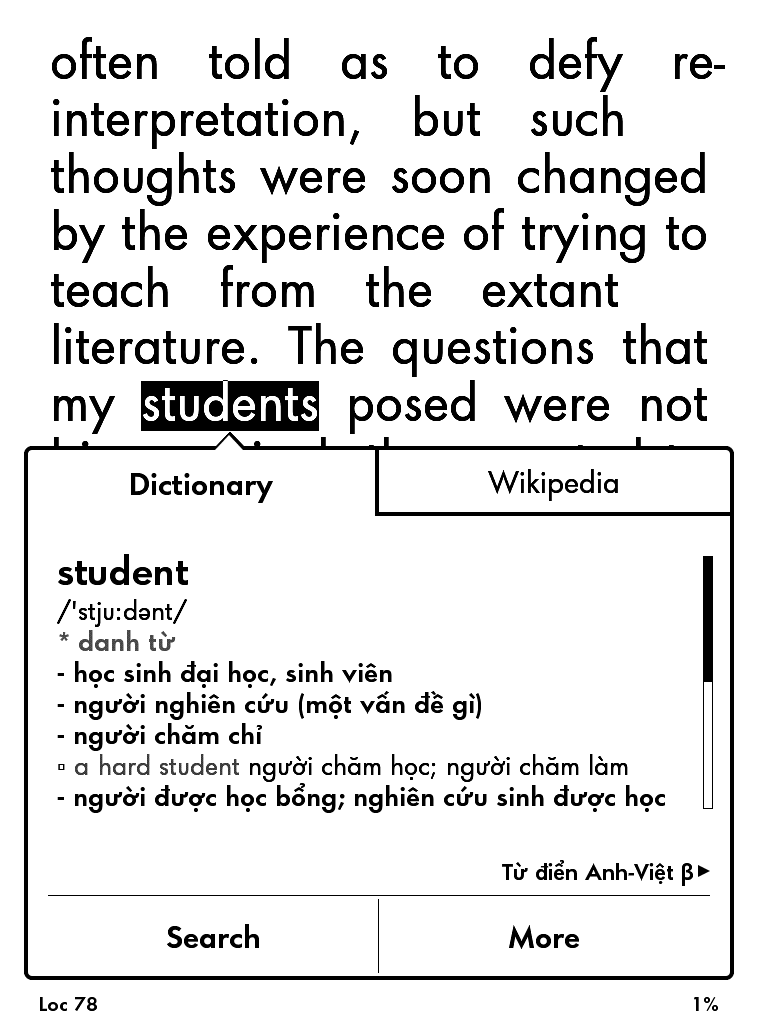 often told as to defy re-
interpretation, but such
thoughts were soon changed
by the experience of trying to
teach from the extant
literature. The questions that
my students posed were not
Dictionary
Wikipedia
student
/'stju:dənt/
* danh từ
- học sinh đại học, sinh viên
- người nghiên cứu (một vấn đề gì)
- người chăm chỉ
▫ a hard student người chăm học; người chăm làm
- người được học bổng; nghiên cứu sinh được học
Từ điển Anh-Việt β ▸
Search
More
Loc 78
1%